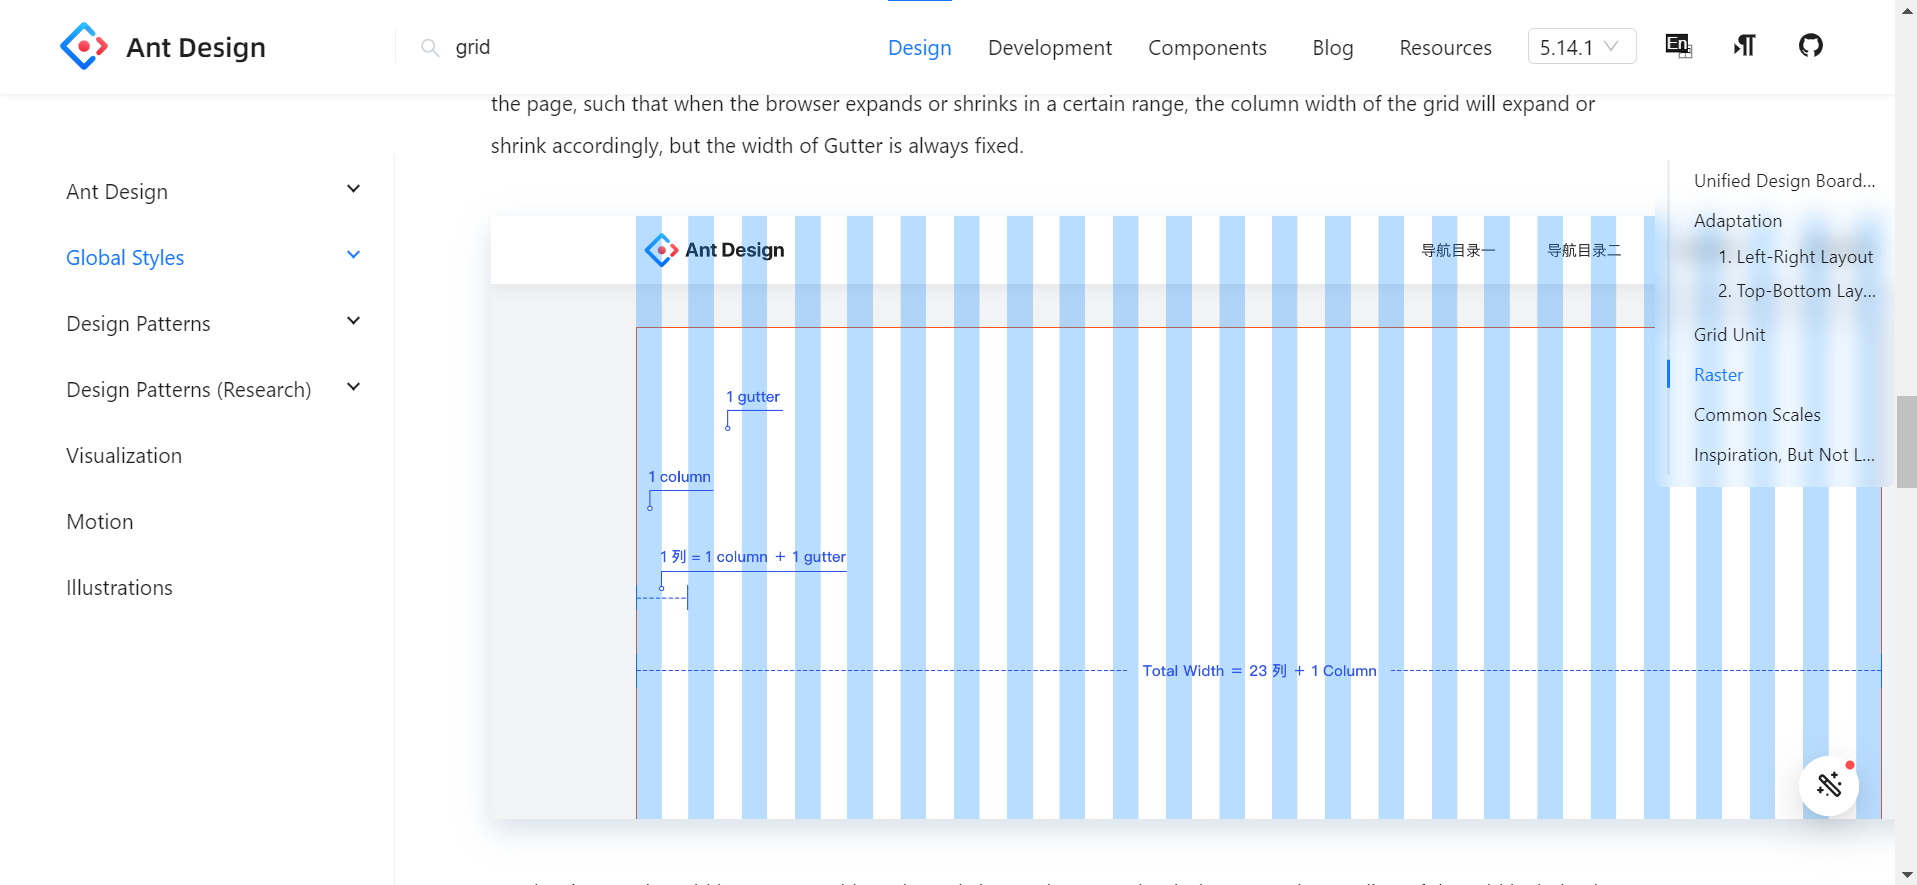 Ant Design
grid
Design
Development
Components
Blog
Resources
5.14.1
En
the page, such that when the browser expands or shrinks in a certain range, the column width of the grid will expand or
shrink accordingly, but the width of Gutter is always fixed.
Ant Design
Global Styles
Design Patterns
Design Patterns (Research)
Visualization
Motion
Illustrations
Ant Design
导航目录一
导航目录二
1 gutter
1 column
1 列 = 1 column + 1 gutter
Total Width = 23 列 + 1 Column
Unified Design Board...
Adaptation
1. Left-Right Layout
2. Top-Bottom Lay...
Grid Unit
Raster
Common Scales
Inspiration, But Not L...